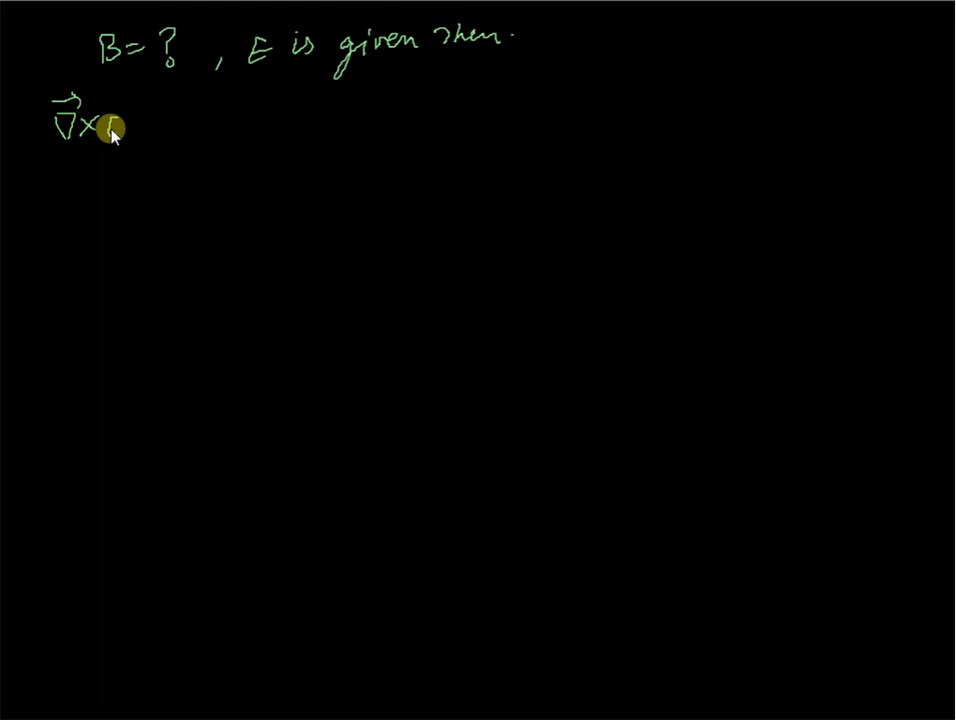 B = ? , E is given then.
∇⃗ ×